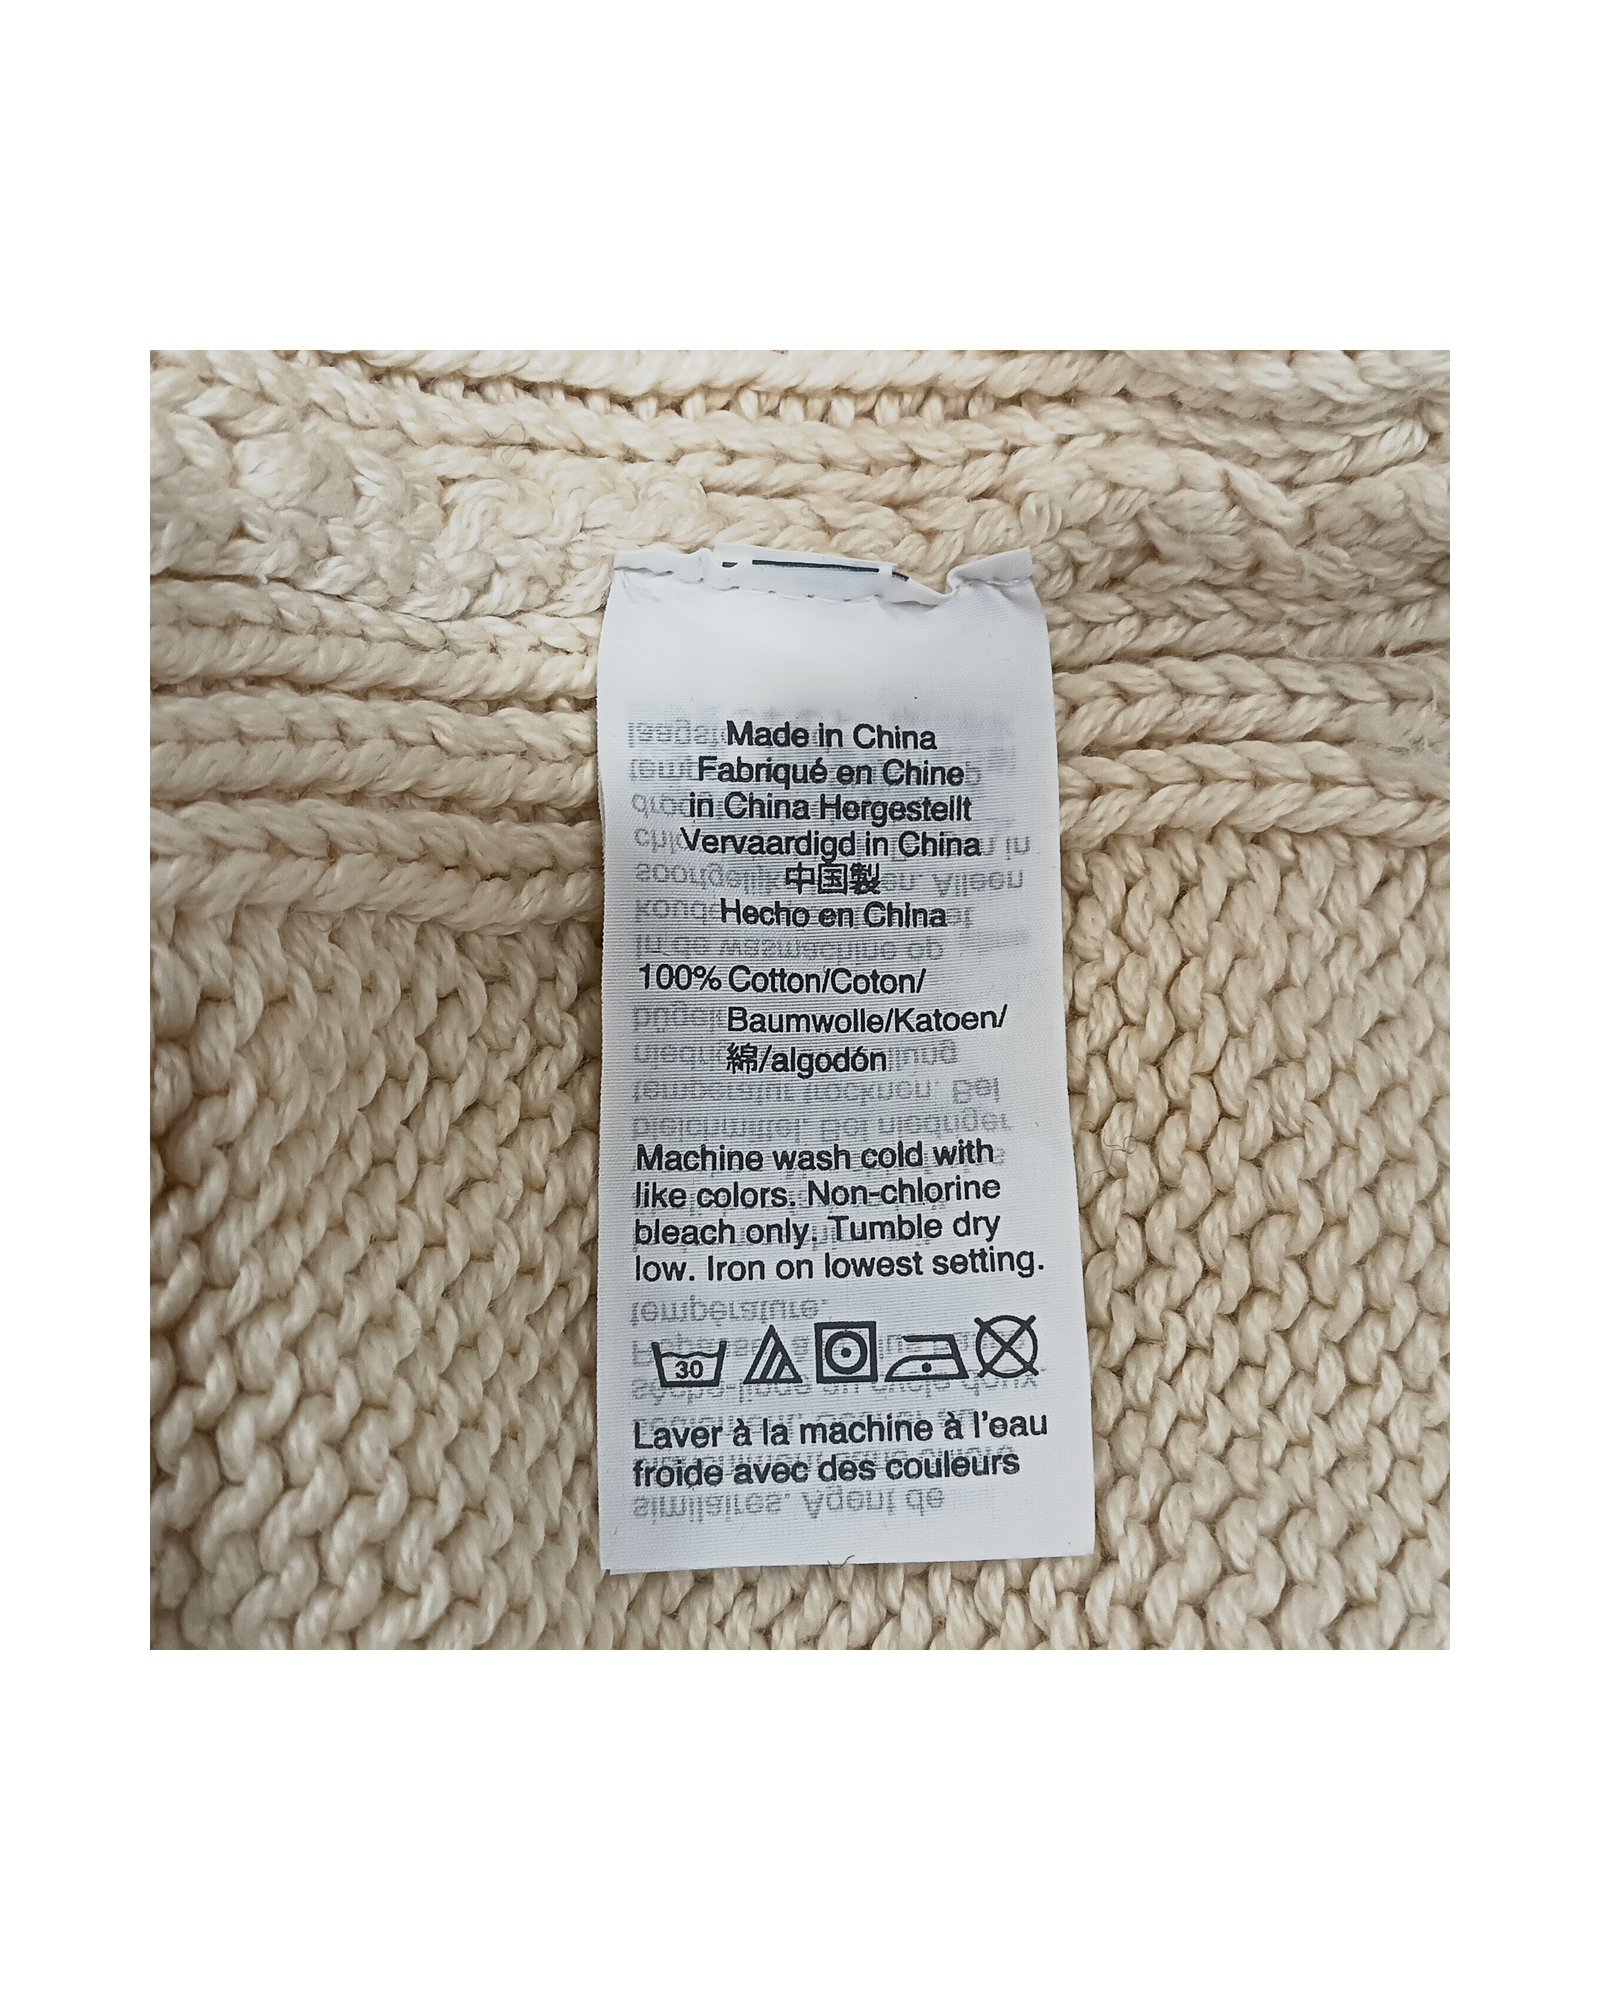 Made in China
Fabriqué en Chine
in China Hergestellt
Vervaardigd in China
中国製
Hecho en China
100% Cotton/Coton/
Baumwolle/Katoen/
綿/algodón
Machine wash cold with
like colors. Non-chlorine
bleach only. Tumble dry
low. Iron on lowest setting.
30
Laver à la machine à l'eau
froide avec des couleurs